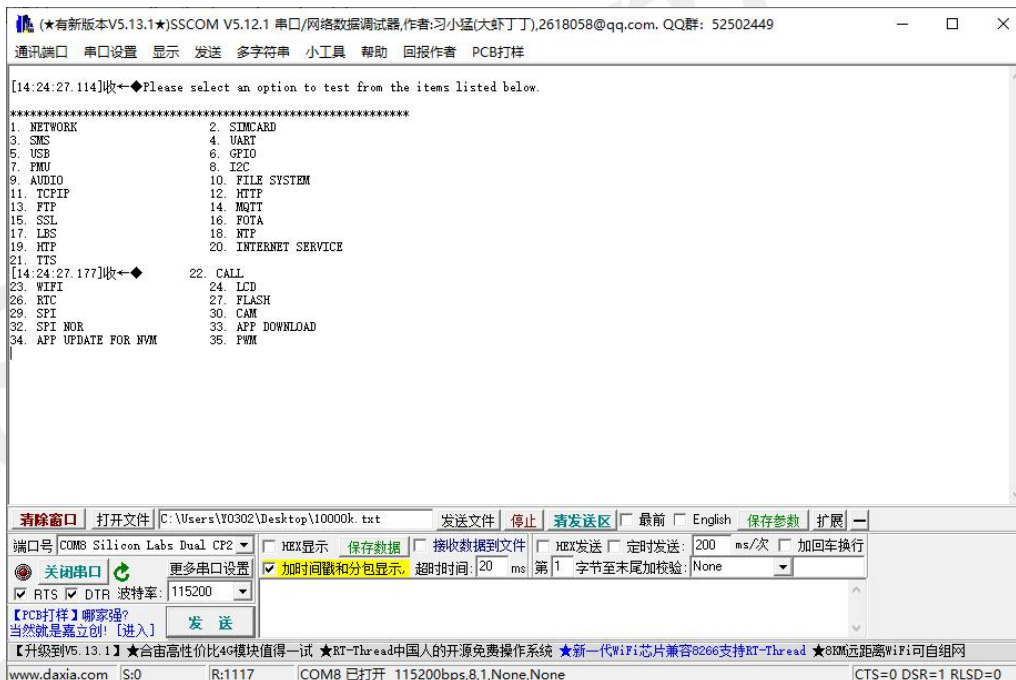 (★有新版本V5.13.1★)SSCOM V5.12.1 串口/网络数据调试器,作者:习小猛(大虾丁丁),2618058@qq.com. QQ群: 52502449
通讯端口 串口设置 显示 发送 多字符串 小工具 帮助 回报作者 PCB打样
[14:24:27.114]收←◆Please select an option to test from the items listed below.
************************************************************
1. NETWORK 2. SIMCARD
3. SMS 4. UART
5. USB 6. GPIO
7. PMU 8. I2C
9. AUDIO 10. FILE SYSTEM
11. TCPIP 12. HTTP
13. FTP 14. MQTT
15. SSL 16. FOTA
17. LBS 18. NTP
19. HTP 20. INTERNET SERVICE
21. TTS
[14:24:27.177]收←◆ 22. CALL
23. WIFI 24. LCD
26. RTC 27. FLASH
29. SPI 30. CAM
32. SPI NOR 33. APP DOWNLOAD
34. APP UPDATE FOR NVM 35. PWM
清除窗口 打开文件 C:\Users\Y0302\Desktop\10000k.txt 发送文件 停止 清发送区 最前 English 保存参数 扩展 —
端口号 COM8 Silicon Labs Dual CP2 HEX显示 保存数据 接收数据到文件 HEX发送 定时发送: 200 ms/次 加回车换行
关闭串口 更多串口设置 加时间戳和分包显示, 超时时间: 20 ms 第 1 字节至末尾加校验: None
RTS DTR 波特率: 115200
【PCB打样】哪家强?
当然就是嘉立创! [进入] 发 送
【升级到V5.13.1】★合宙高性价比4G模块值得一试 ★RT-Thread中国人的开源免费操作系统 ★新一代WiFi芯片兼容8266支持RT-Thread ★8KM远距离WiFi可自组网
www.daxia.com S:0 R:1117 COM8 已打开 115200bps,8,1,None,None CTS=0 DSR=1 RLSD=0